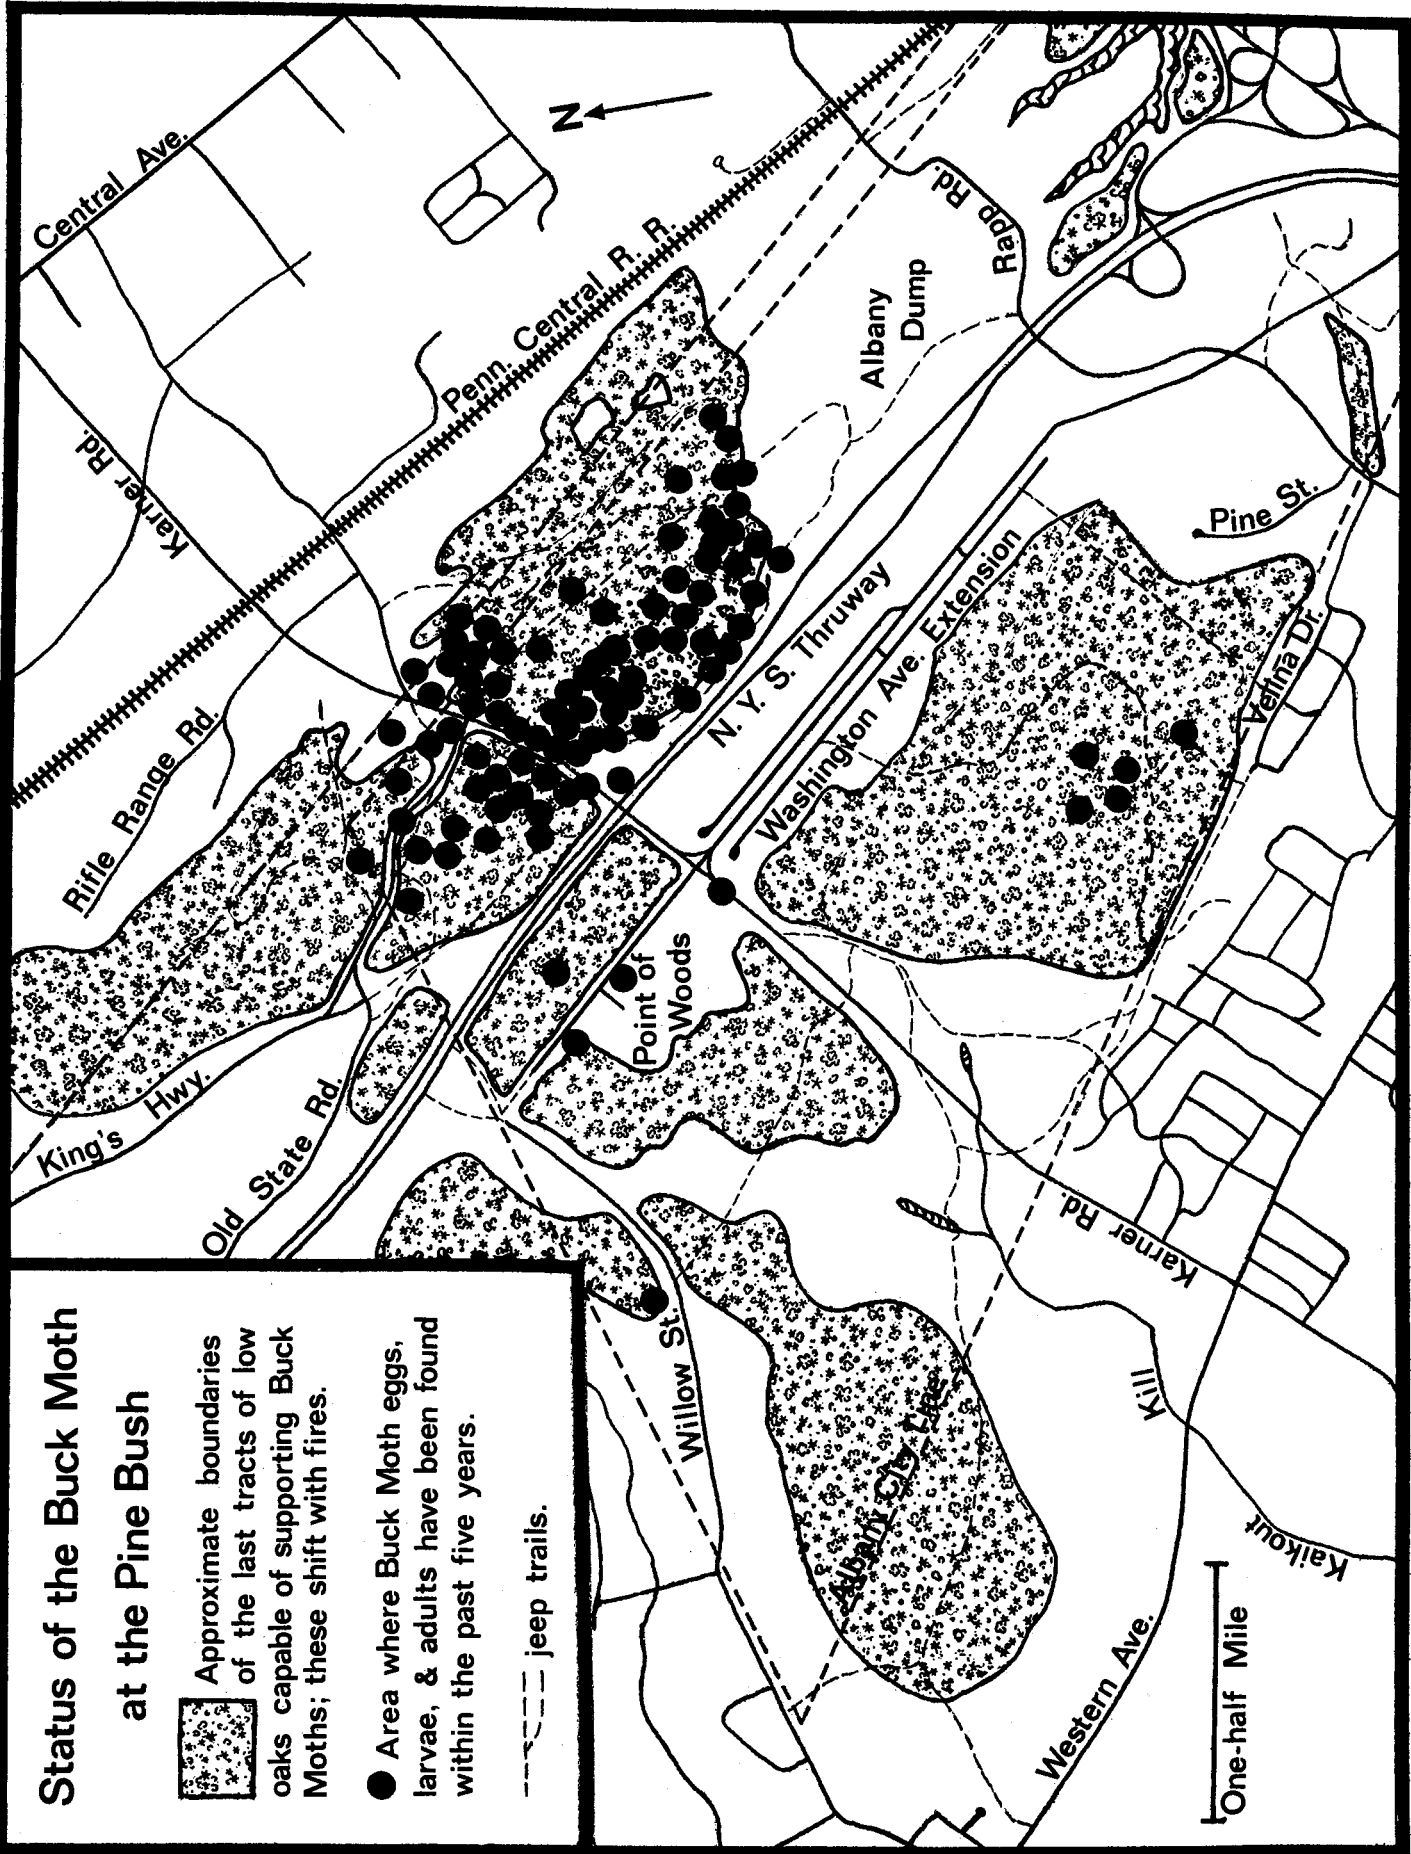 Status of the Buck Moth
at the Pine Bush
Approximate boundaries
of the last tracts of low
oaks capable of supporting Buck
Moths; these shift with fires.
Area where Buck Moth eggs,
larvae, & adults have been found
within the past five years.
jeep trails.
King's Hwy.
Old State Rd.
Rifle Range Rd.
Karner Rd.
Central Ave.
Penn. Central R. R.
N
Rapp Rd.
Albany
Dump
N. Y. S. Thruway
Washington Ave. Extension
Point of
Woods
Willow St.
Albany City Line
Pine St.
Velina Dr.
Karner Rd.
Kaikout Kill
Western Ave.
One-half Mile